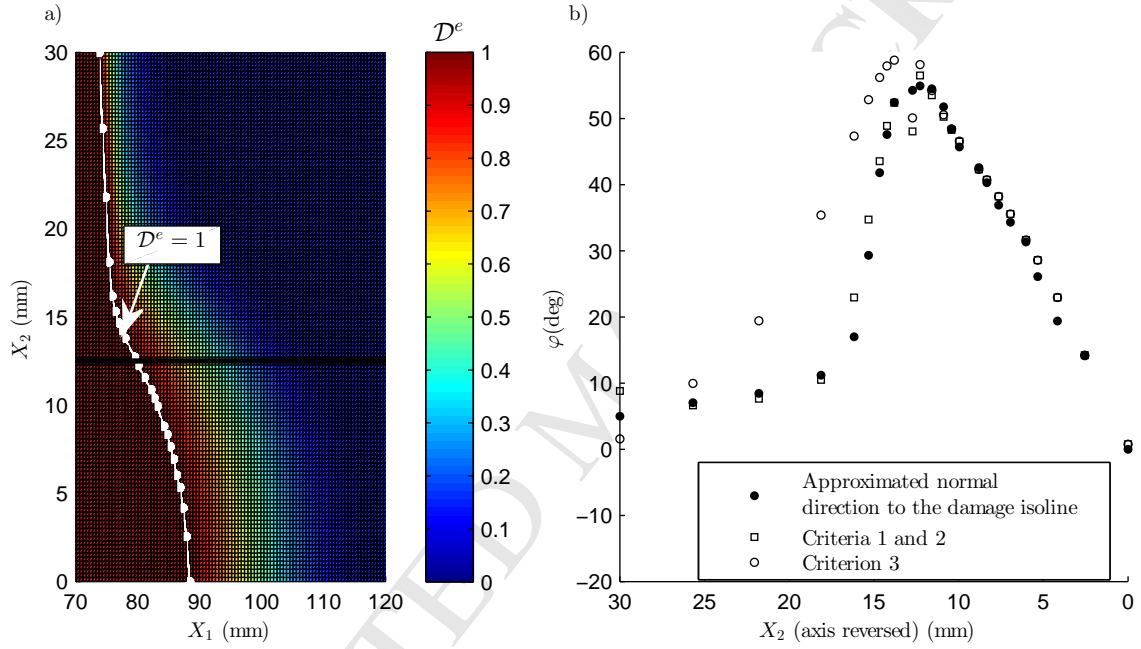 a)
𝒟ᵉ
30
25
20
15
10
5
0
X₂ (mm)
𝒟ᵉ = 1
70 80 90 100 110 120
X₁ (mm)
1
0.9
0.8
0.7
0.6
0.5
0.4
0.3
0.2
0.1
0
b)
60
50
40
30
20
10
0
−10
−20
φ(deg)
Approximated normal
direction to the damage isoline
Criteria 1 and 2
Criterion 3
30 25 20 15 10 5 0
X₂ (axis reversed) (mm)